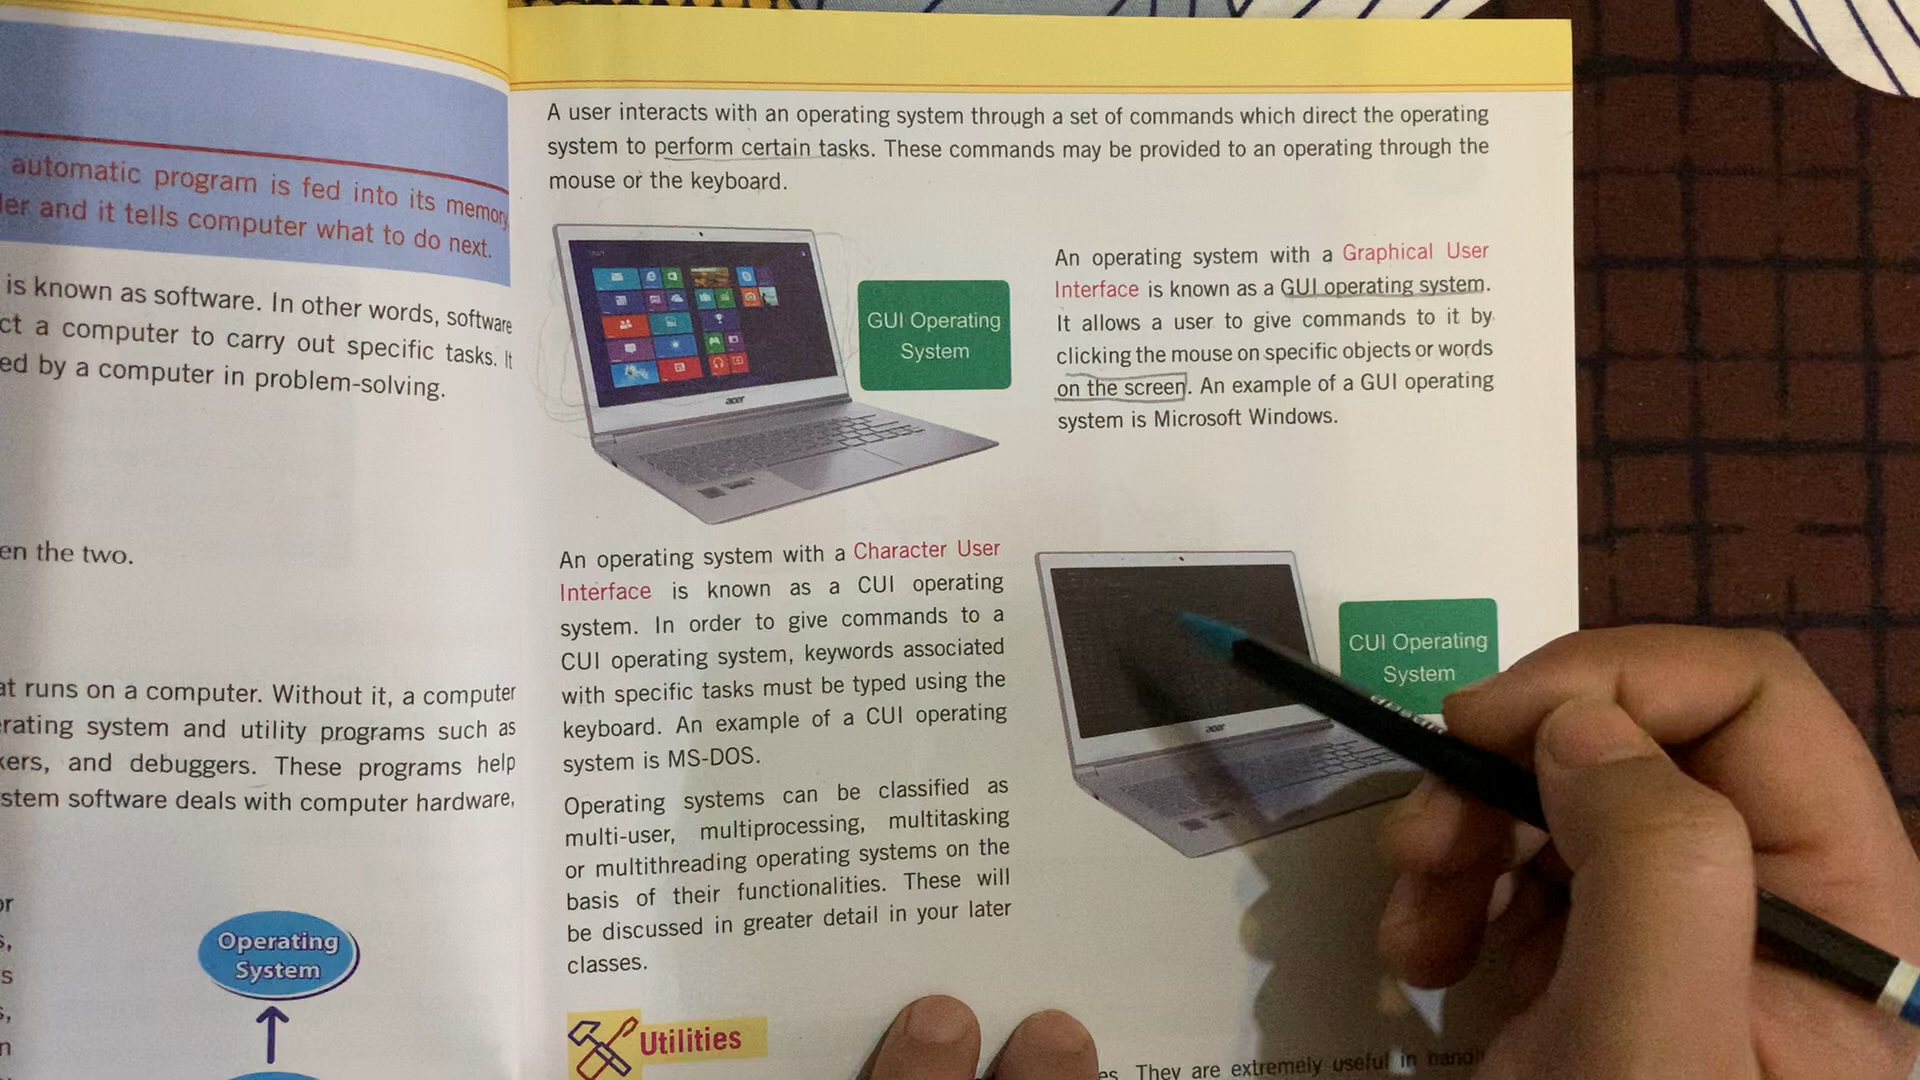 automatic program is fed into its memory
and it tells computer what to do next.
is known as software. In other words, software
a computer to carry out specific tasks. It
by a computer in problem-solving.
the two.
runs on a computer. Without it, a computer
system and utility programs such as
and debuggers. These programs help
software deals with computer hardware,
Operating
System
A user interacts with an operating system through a set of commands which direct the operating
system to perform certain tasks. These commands may be provided to an operating through the
mouse or the keyboard.
acer
GUI Operating
System
An operating system with a Graphical User
Interface is known as a GUI operating system.
It allows a user to give commands to it by
clicking the mouse on specific objects or words
on the screen. An example of a GUI operating
system is Microsoft Windows.
An operating system with a Character User
Interface is known as a CUI operating
system. In order to give commands to a
CUI operating system, keywords associated
with specific tasks must be typed using the
keyboard. An example of a CUI operating
system is MS-DOS.
Operating systems can be classified as
multi-user, multiprocessing, multitasking
or multithreading operating systems on the
basis of their functionalities. These will
be discussed in greater detail in your later
classes.
acer
CUI Operating
System
Utilities
They are extremely useful in